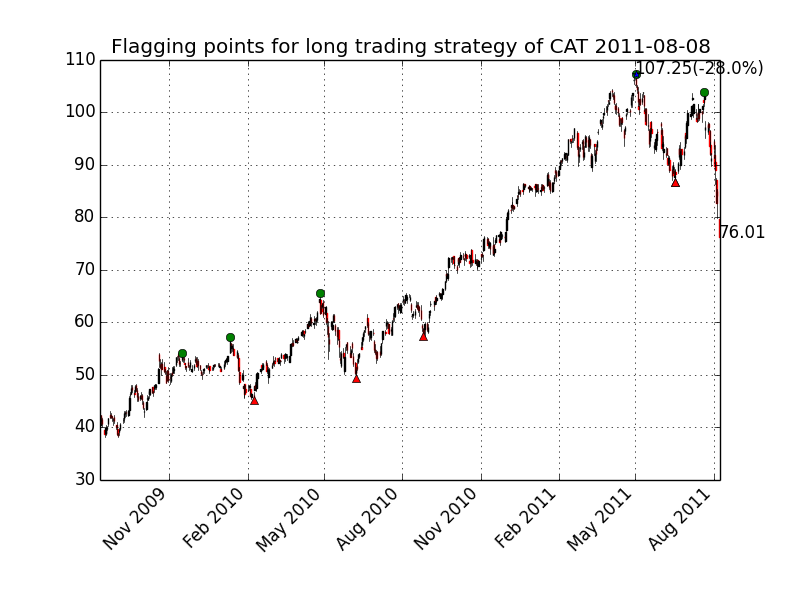 Flagging points for long trading strategy of CAT 2011-08-08
110
107.25(-28.0%)
100
90
80
76.01
70
60
50
40
30
Nov 2009
Feb 2010
May 2010
Aug 2010
Nov 2010
Feb 2011
May 2011
Aug 2011